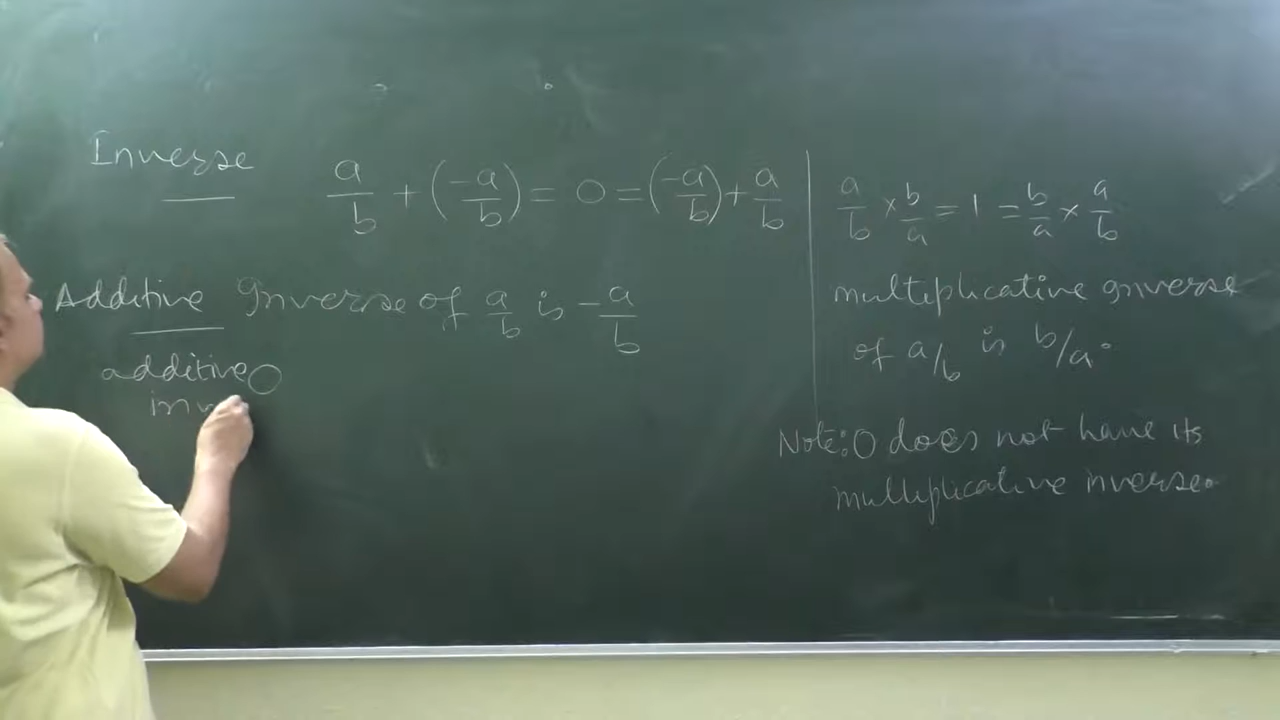 Inverse
a/b + (-a/b) = 0 = (-a/b) + a/b
Additive Inverse of a/b is - a/b
additive 0
inv
a/b × b/a = 1 = b/a × a/b
multiplicative inverse
of a/b is b/a.
Note: 0 does not have its
multiplicative inverse.